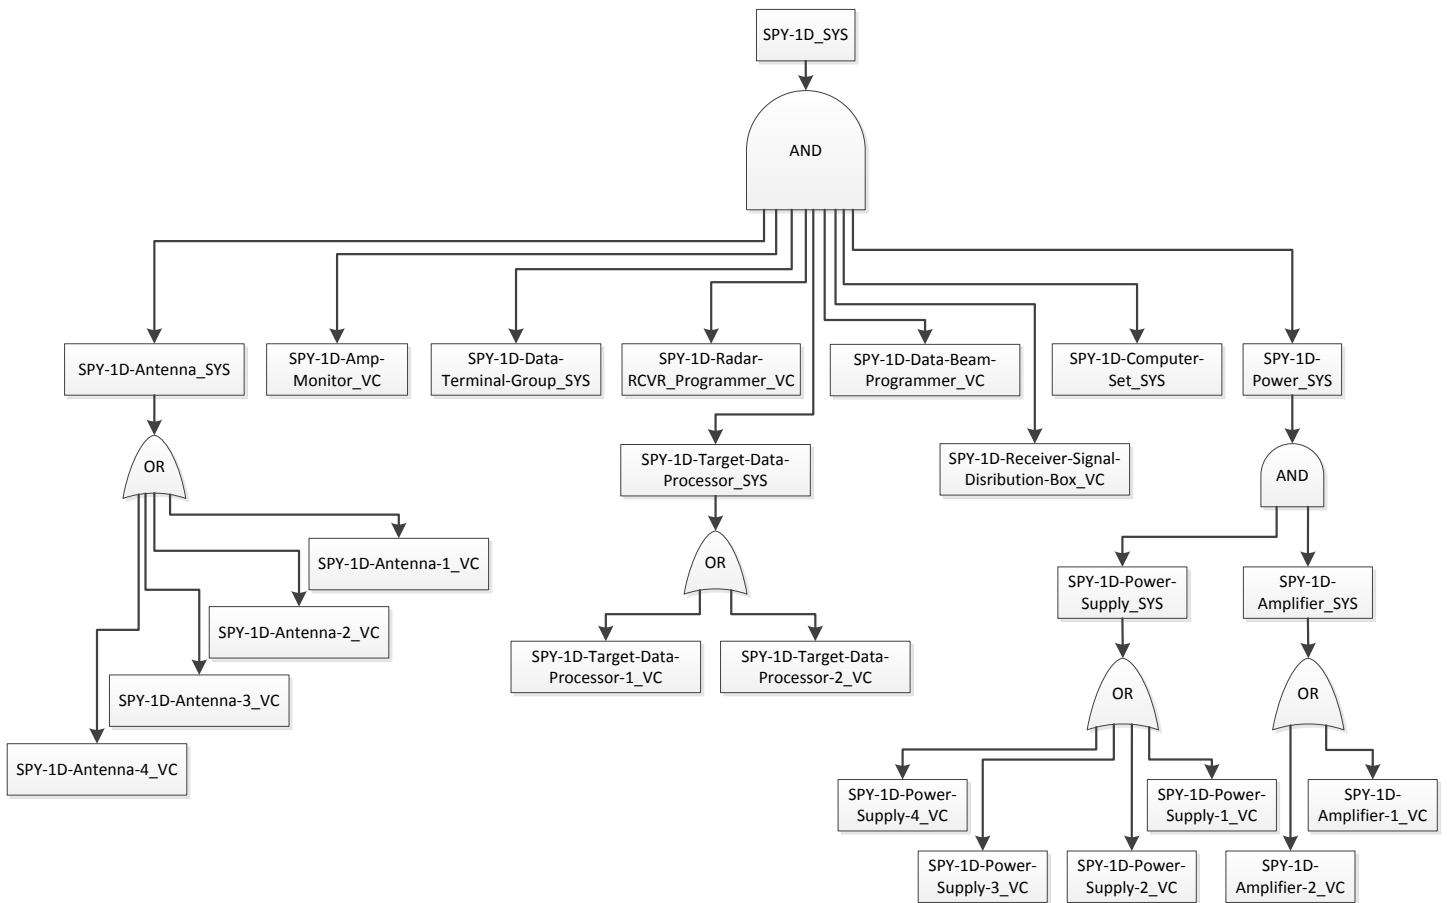 SPY-1D_SYS
AND
SPY-1D-Antenna_SYS
SPY-1D-Amp-
Monitor_VC
SPY-1D-Data-
Terminal-Group_SYS
SPY-1D-Radar-
RCVR_Programmer_VC
SPY-1D-Data-Beam-
Programmer_VC
SPY-1D-Computer-
Set_SYS
SPY-1D-
Power_SYS
OR
SPY-1D-Target-Data-
Processor_SYS
SPY-1D-Receiver-Signal-
Disribution-Box_VC
AND
SPY-1D-Antenna-1_VC
SPY-1D-Antenna-2_VC
SPY-1D-Antenna-3_VC
SPY-1D-Antenna-4_VC
OR
SPY-1D-Target-Data-
Processor-1_VC
SPY-1D-Target-Data-
Processor-2_VC
SPY-1D-Power-
Supply_SYS
SPY-1D-
Amplifier_SYS
OR
OR
SPY-1D-Power-
Supply-4_VC
SPY-1D-Power-
Supply-1_VC
SPY-1D-
Amplifier-1_VC
SPY-1D-Power-
Supply-3_VC
SPY-1D-Power-
Supply-2_VC
SPY-1D-
Amplifier-2_VC